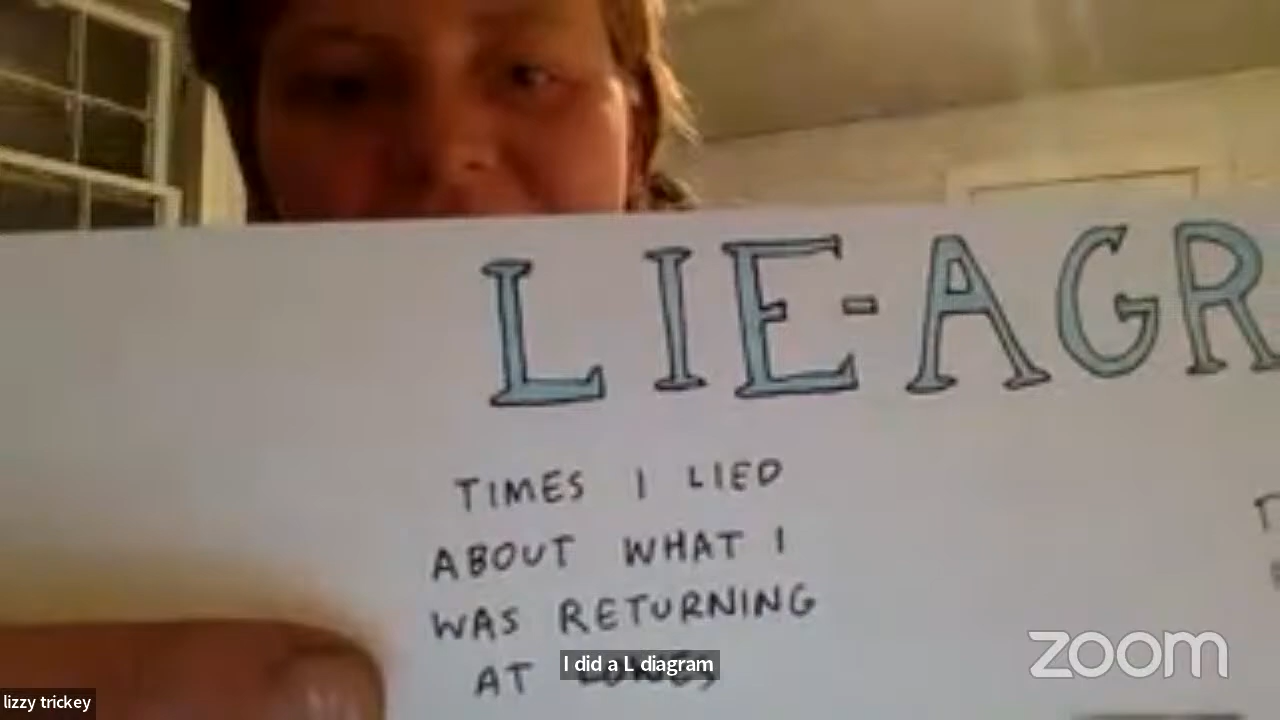 LIE-AGR
TIMES I LIED
ABOUT WHAT I
WAS RETURNING
AT
I did a L diagram
zoom
lizzy trickey